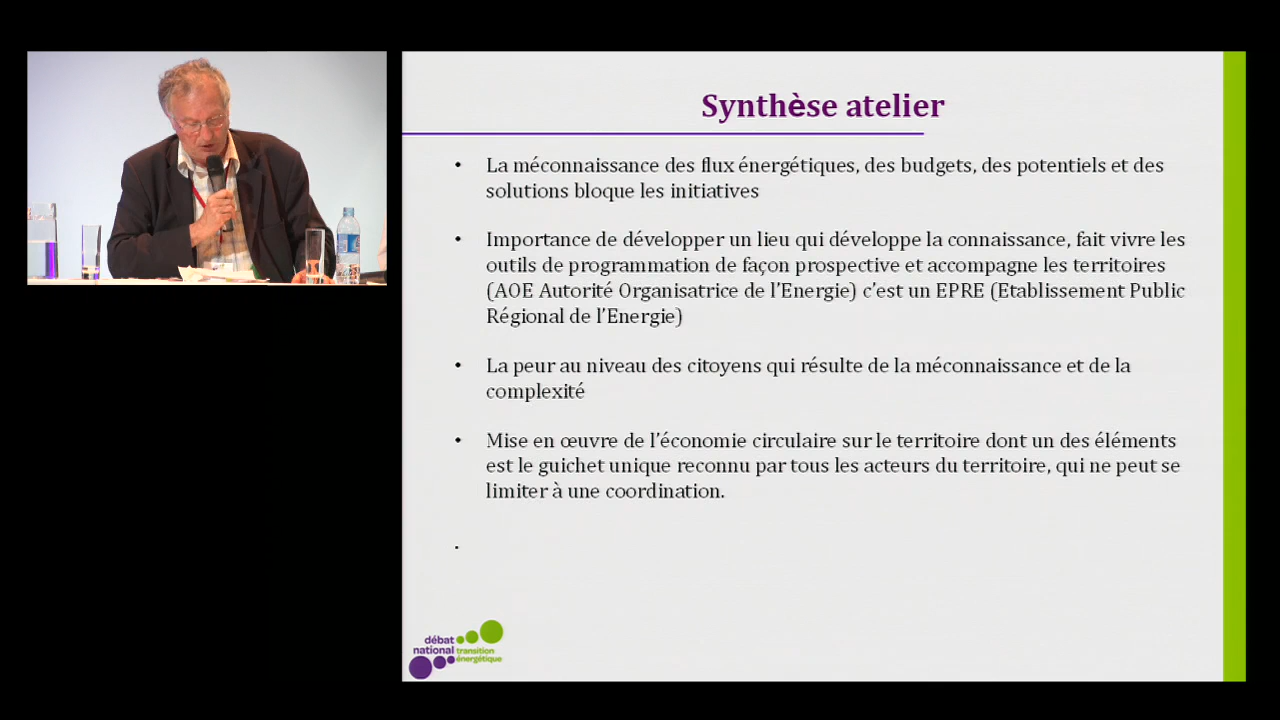 Synthèse atelier
• La méconnaissance des flux énergétiques, des budgets, des potentiels et des
solutions bloque les initiatives
• Importance de développer un lieu qui développe la connaissance, fait vivre les
outils de programmation de façon prospective et accompagne les territoires
(AOE Autorité Organisatrice de l’Energie) c’est un EPRE (Etablissement Public
Régional de l’Energie)
• La peur au niveau des citoyens qui résulte de la méconnaissance et de la
complexité
• Mise en œuvre de l’économie circulaire sur le territoire dont un des éléments
est le guichet unique reconnu par tous les acteurs du territoire, qui ne peut se
limiter à une coordination.
•
débat
national transition
énergétique